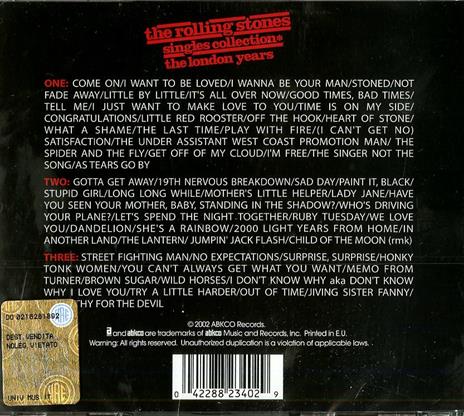 the rolling stones
singles collection*
the london years
ONE: COME ON/I WANT TO BE LOVED/I WANNA BE YOUR MAN/STONED/NOT
FADE AWAY/LITTLE BY LITTLE/IT'S ALL OVER NOW/GOOD TIMES, BAD TIMES/
TELL ME/I JUST WANT TO MAKE LOVE TO YOU/TIME IS ON MY SIDE/
CONGRATULATIONS/LITTLE RED ROOSTER/OFF THE HOOK/HEART OF STONE/
WHAT A SHAME/THE LAST TIME/PLAY WITH FIRE/(I CAN'T GET NO)
SATISFACTION/THE UNDER ASSISTANT WEST COAST PROMOTION MAN/ THE
SPIDER AND THE FLY/GET OFF OF MY CLOUD/I'M FREE/THE SINGER NOT THE
SONG/AS TEARS GO BY
TWO: GOTTA GET AWAY/19TH NERVOUS BREAKDOWN/SAD DAY/PAINT IT, BLACK/
STUPID GIRL/LONG LONG WHILE/MOTHER'S LITTLE HELPER/LADY JANE/HAVE
YOU SEEN YOUR MOTHER, BABY, STANDING IN THE SHADOW?/WHO'S DRIVING
YOUR PLANE?/LET'S SPEND THE NIGHT TOGETHER/RUBY TUESDAY/WE LOVE
YOU/DANDELION/SHE'S A RAINBOW/2000 LIGHT YEARS FROM HOME/IN
ANOTHER LAND/THE LANTERN/ JUMPIN' JACK FLASH/CHILD OF THE MOON (rmk)
THREE: STREET FIGHTING MAN/NO EXPECTATIONS/SURPRISE, SURPRISE/HONKY
TONK WOMEN/YOU CAN'T ALWAYS GET WHAT YOU WANT/MEMO FROM
TURNER/BROWN SUGAR/WILD HORSES/I DON'T KNOW WHY aka DON'T KNOW
WHY I LOVE YOU/TRY A LITTLE HARDER/OUT OF TIME/JIVING SISTER FANNY/
THY FOR THE DEVIL
© 2002 ABKCO Records.
and abkco are trademarks of abkco Music and Records, Inc. Printed in E.U.
Warning: All rights reserved. Unauthorized duplication is a violation of applicable laws.
0 42288 23402 9
DEST. VENDITA
NOLEG. VIETATO